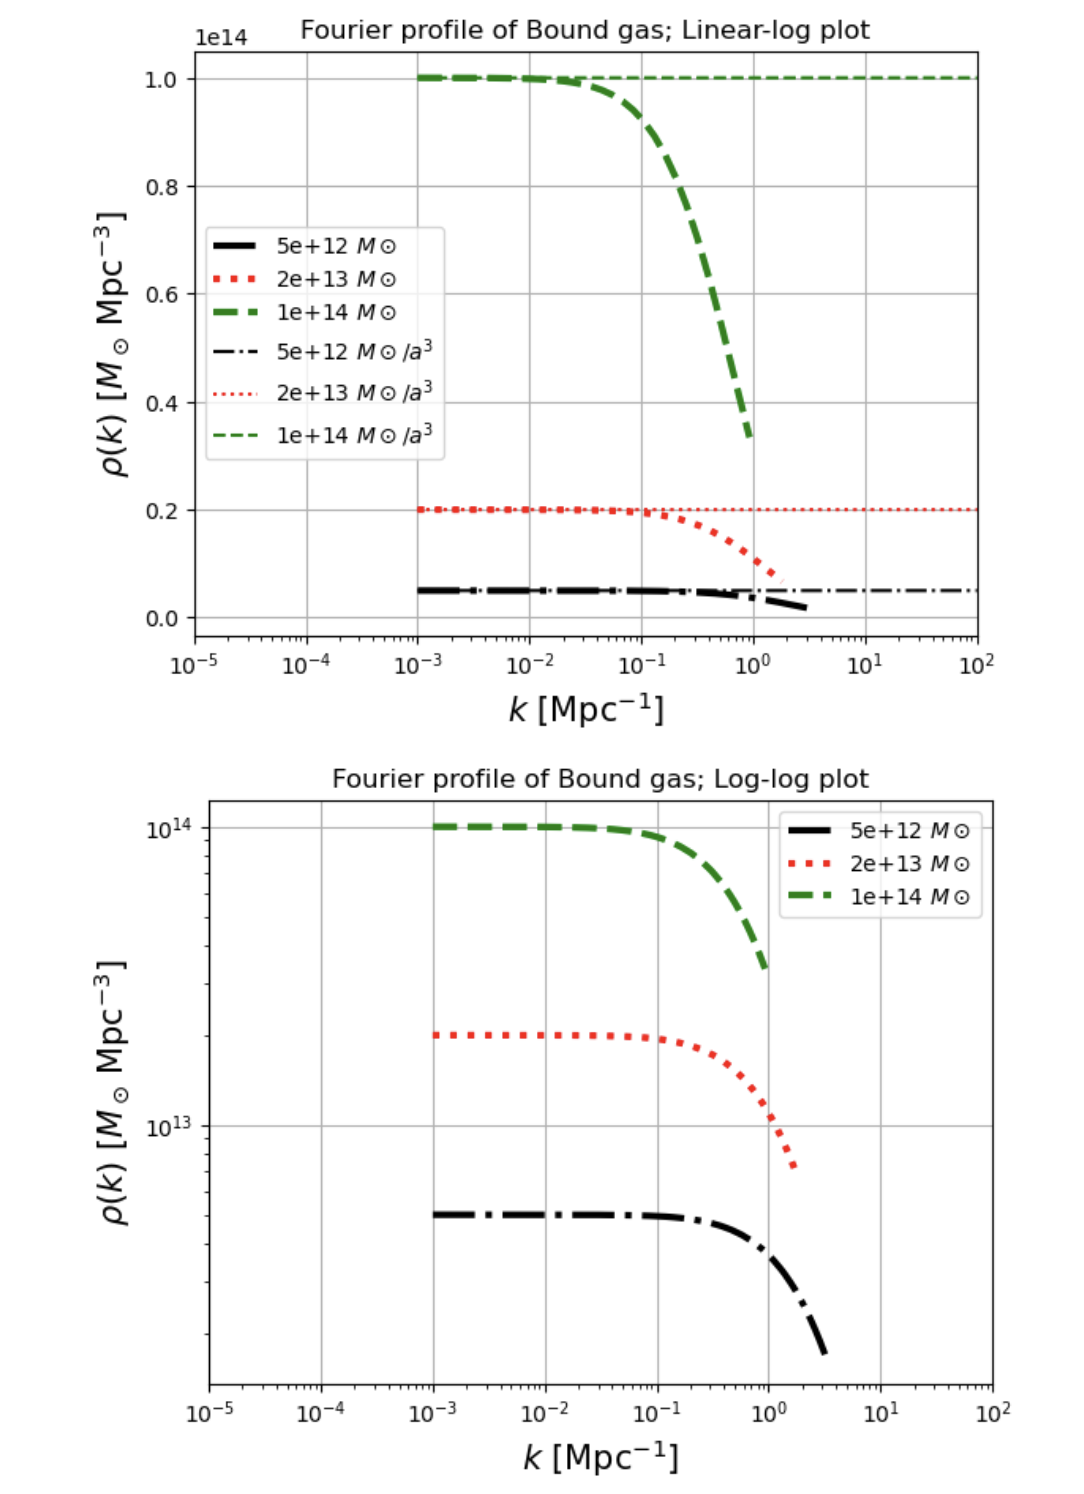 Fourier profile of Bound gas; Linear-log plot
1e14
1.0
0.8
0.6
0.4
0.2
0.0
ρ(k) [M⊙ Mpc⁻³]
5e+12 M⊙
2e+13 M⊙
1e+14 M⊙
5e+12 M⊙/a³
2e+13 M⊙/a³
1e+14 M⊙/a³
10⁻⁵ 10⁻⁴ 10⁻³ 10⁻² 10⁻¹ 10⁰ 10¹ 10²
k [Mpc⁻¹]
Fourier profile of Bound gas; Log-log plot
10¹⁴
10¹³
ρ(k) [M⊙ Mpc⁻³]
5e+12 M⊙
2e+13 M⊙
1e+14 M⊙
10⁻⁵ 10⁻⁴ 10⁻³ 10⁻² 10⁻¹ 10⁰ 10¹ 10²
k [Mpc⁻¹]